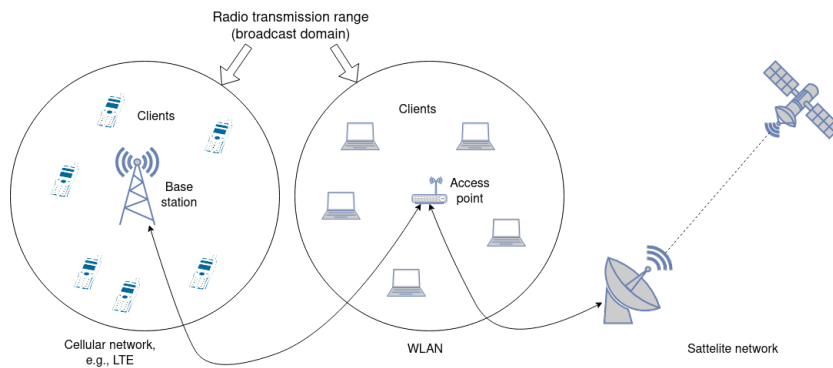 Radio transmission range
(broadcast domain)
Clients
Base
station
Clients
Access
point
Cellular network,
e.g., LTE
WLAN
Sattelite network